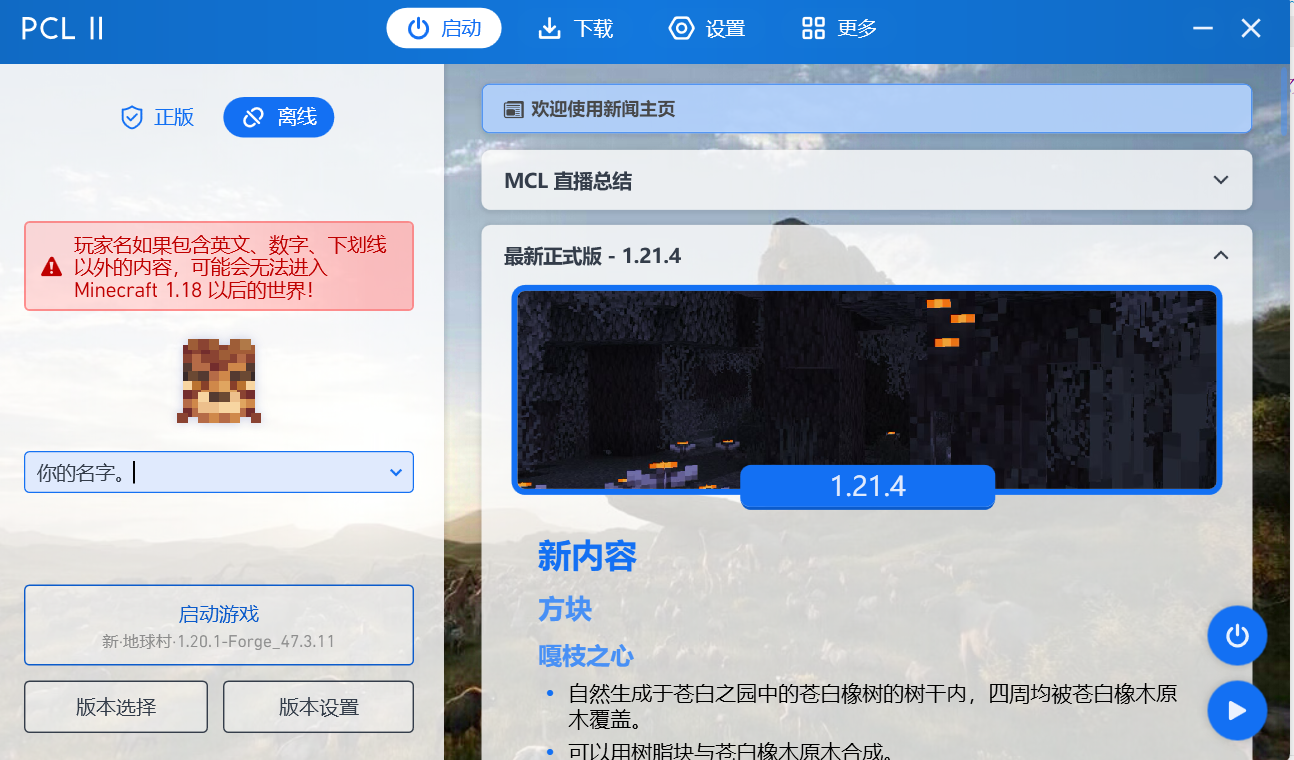 PCL II
启动
下载
设置
更多
正版
离线
玩家名如果包含英文、数字、下划线
以外的内容，可能会无法进入
Minecraft 1.18 以后的世界！
你的名字。
启动游戏
新·地球村·1.20.1-Forge_47.3.11
版本选择
版本设置
欢迎使用新闻主页
MCL 直播总结
最新正式版 - 1.21.4
1.21.4
新内容
方块
嘎枝之心
• 自然生成于苍白之园中的苍白橡树的树干内，四周均被苍白橡木原
木覆盖。
• 可以用树脂块与苍白橡木原木合成。